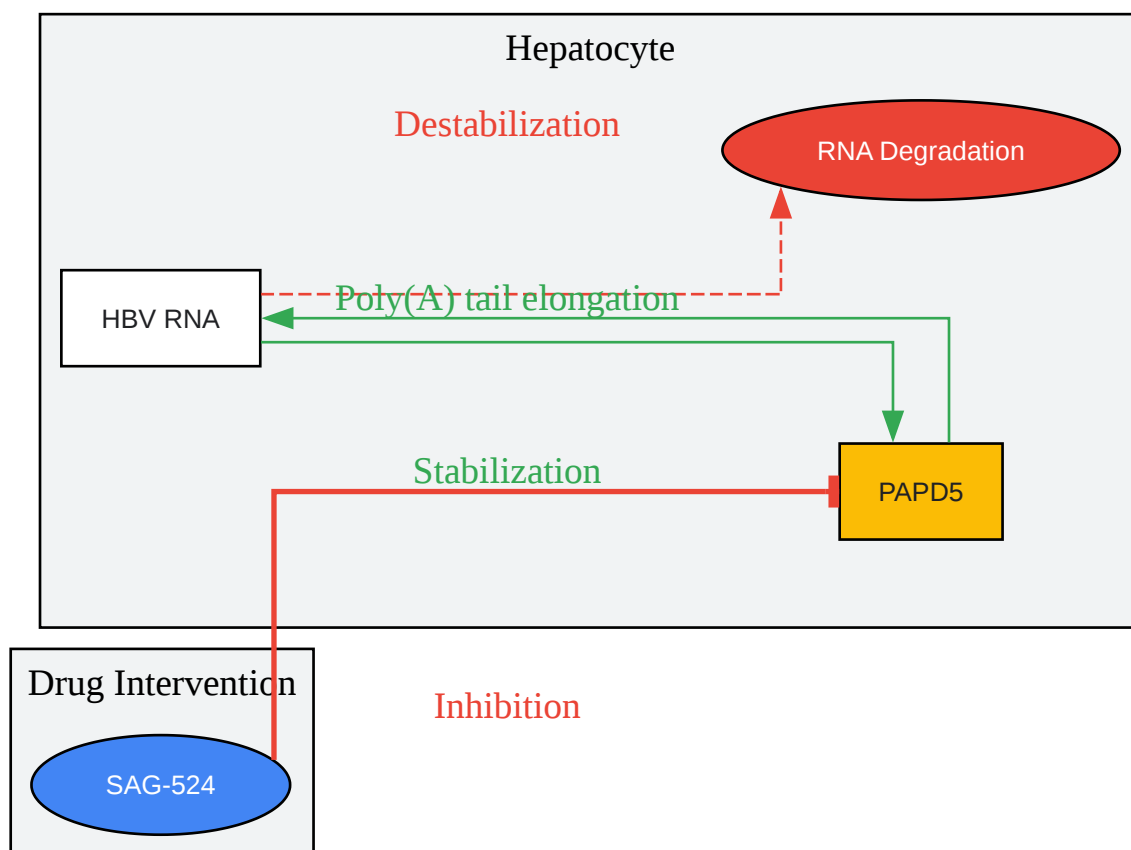 Hepatocyte
Destabilization
RNA Degradation
Poly(A) tail elongation
HBV RNA
Stabilization
PAPD5
Drug Intervention
Inhibition
SAG-524